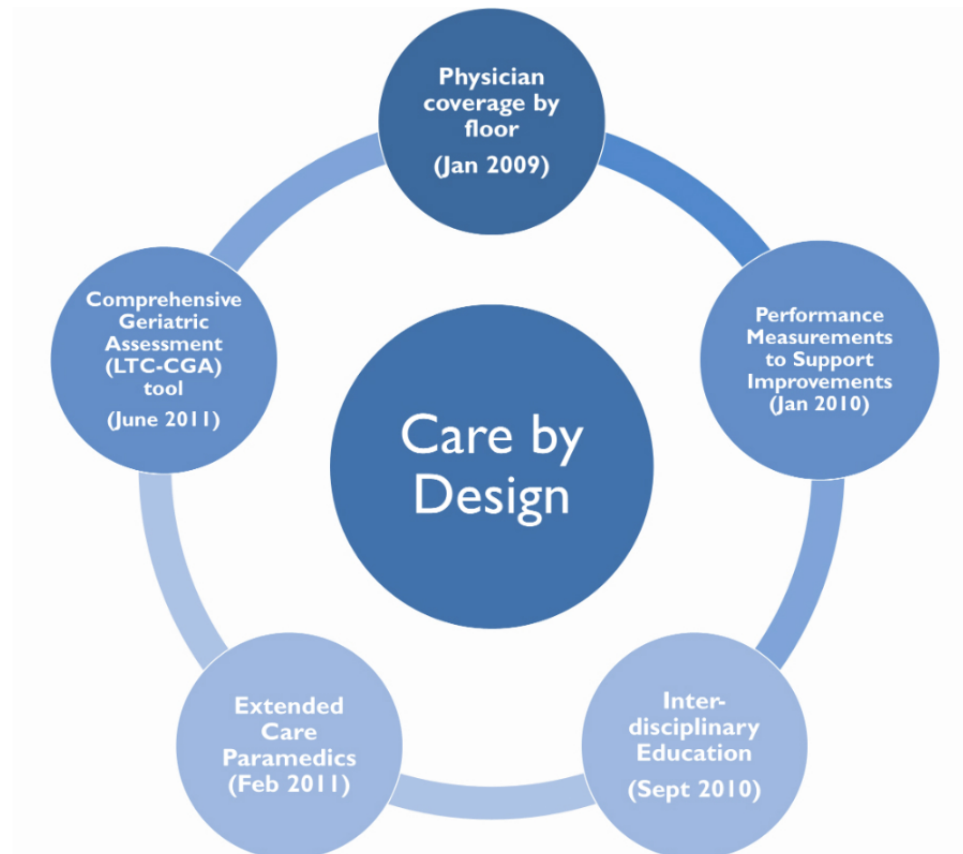 Physician
coverage by
floor
(Jan 2009)
Performance
Measurements
to Support
Improvements
(Jan 2010)
Inter-
disciplinary
Education
(Sept 2010)
Extended
Care
Paramedics
(Feb 2011)
Comprehensive
Geriatric
Assessment
(LTC-CGA)
tool
(June 2011)
Care by
Design